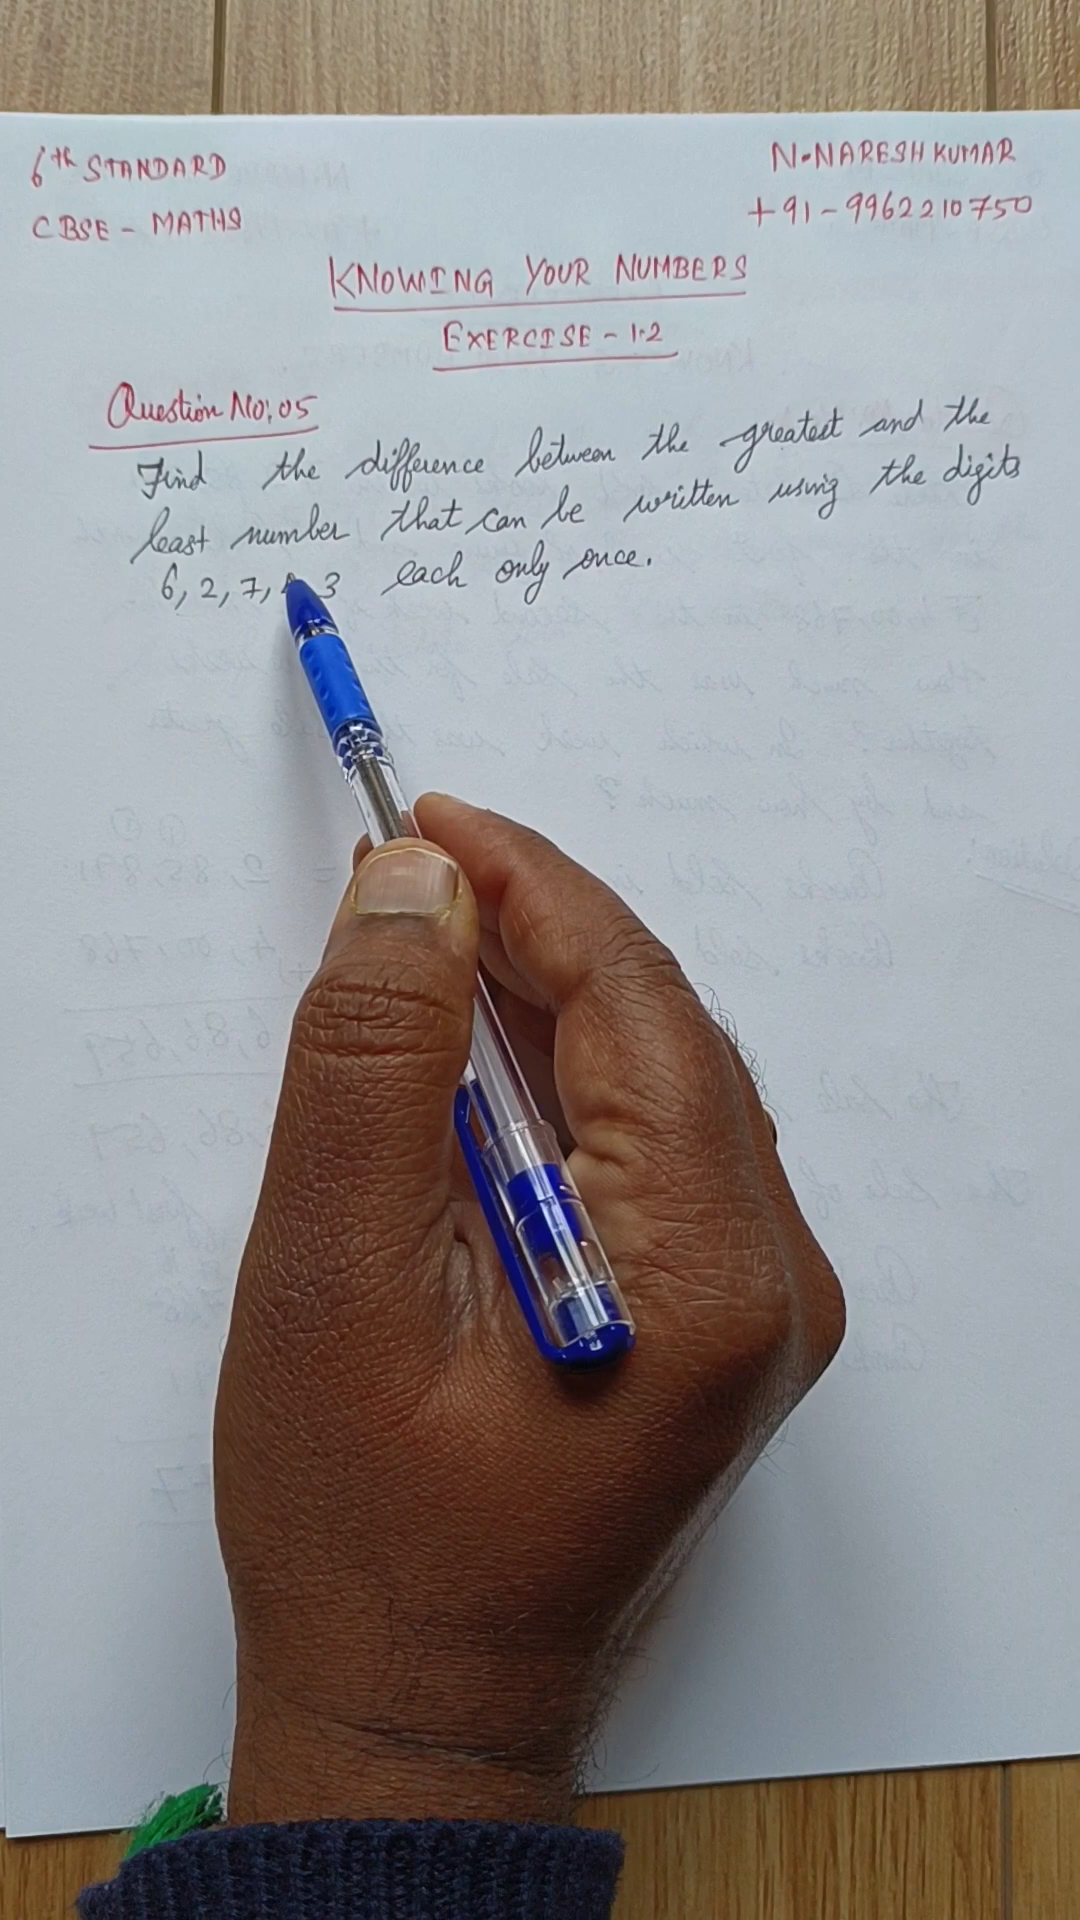 6th STANDARD
CBSE - MATHS
N. NARESH KUMAR
+91 - 9962210750
KNOWING YOUR NUMBERS
EXERCISE - 1.2
Question No: 05
Find the difference between the greatest and the
least number that can be written using the digits
6, 2, 7, 3 each only once.